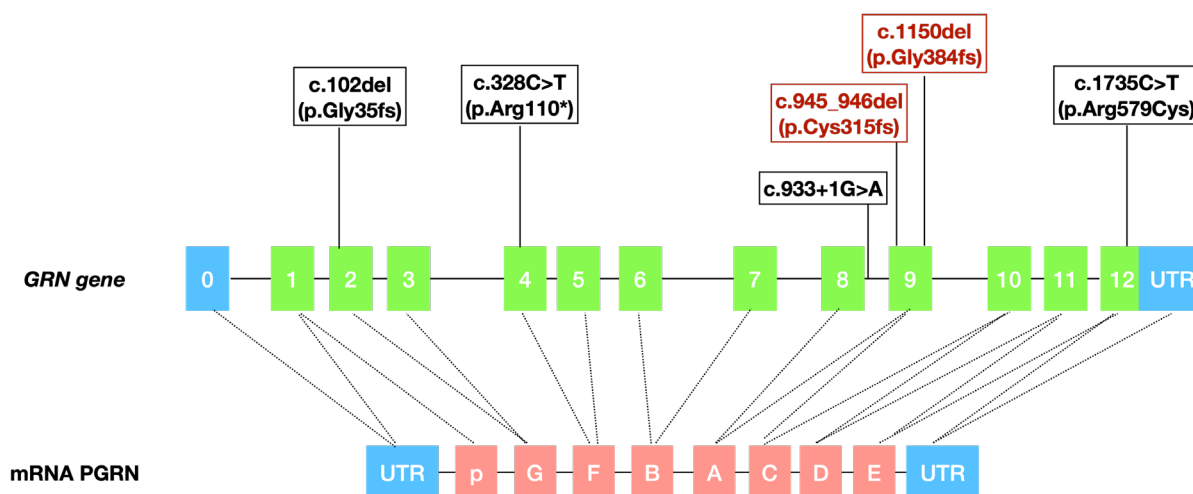 c.1150del
(p.Gly384fs)
c.102del
(p.Gly35fs)
c.328C>T
(p.Arg110*)
c.945_946del
(p.Cys315fs)
c.1735C>T
(p.Arg579Cys)
c.933+1G>A
GRN gene
0 1 2 3 4 5 6 7 8 9 10 11 12 UTR
mRNA PGRN
UTR p G F B A C D E UTR